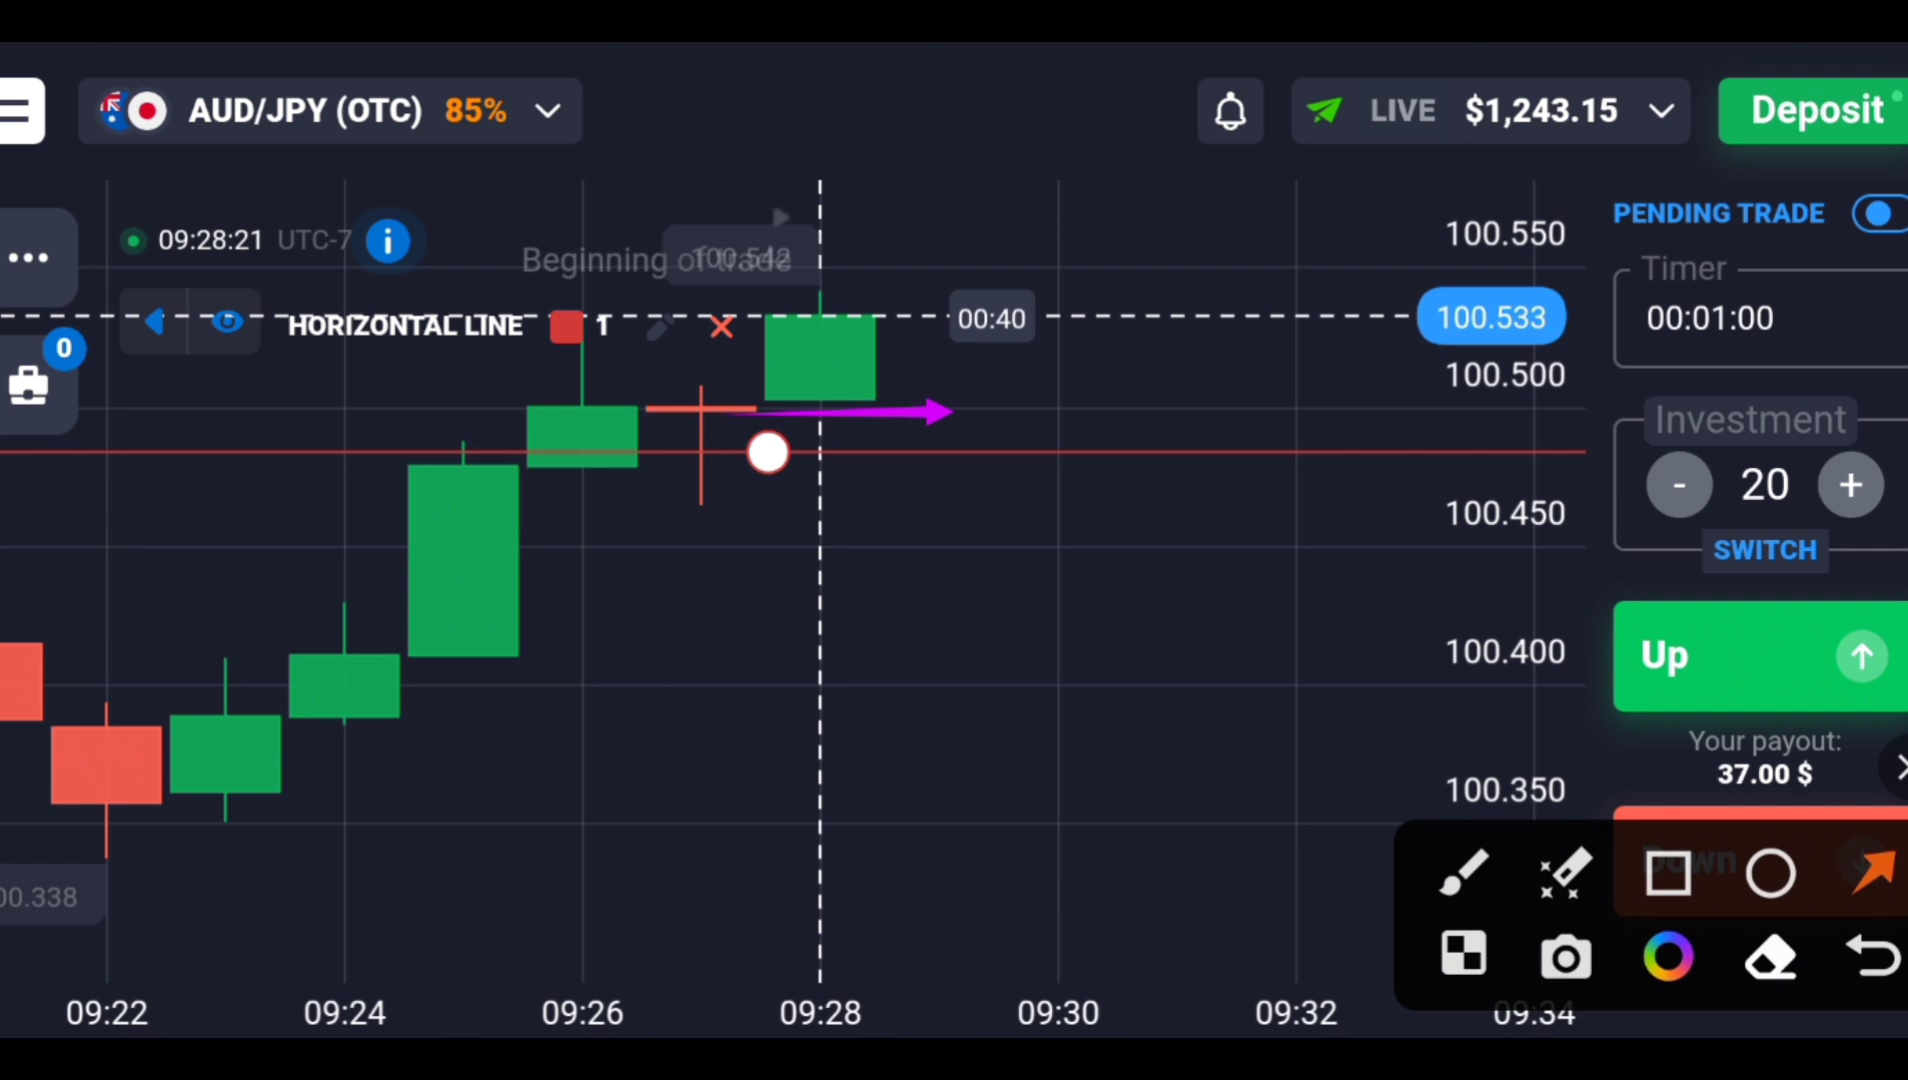 AUD/JPY (OTC) 85%
LIVE $1,243.15
Deposit
09:28:21 UTC-7
Beginning of trade
100.542
HORIZONTAL LINE 1
00:40
100.533
0
100.550
100.500
100.450
100.400
100.350
00.338
09:22 09:24 09:26 09:28 09:30 09:32 09:34
PENDING TRADE
Timer
00:01:00
Investment
- 20 +
SWITCH
Up
Your payout:
37.00 $
Down